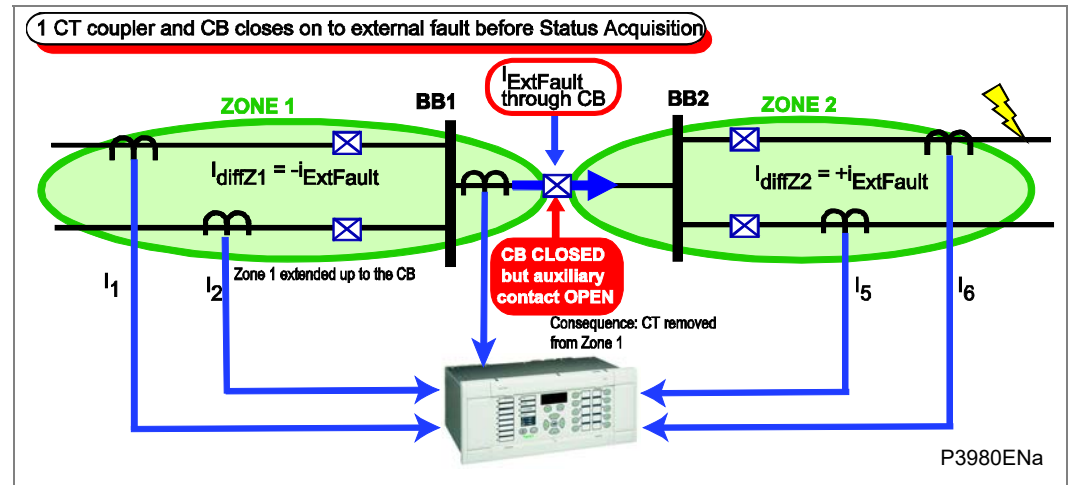 1 CT coupler and CB closes on to external fault before Status Acquisition
IExtFault
through CB
ZONE 1
BB1
BB2
ZONE 2
IdiffZ1 = -iExtFault
IdiffZ2 = +iExtFault
CB CLOSED
but auxiliary
contact OPEN
Zone 1 extended up to the CB
I1
I2
I5
I6
Consequence: CT removed
from Zone 1
P3980ENa